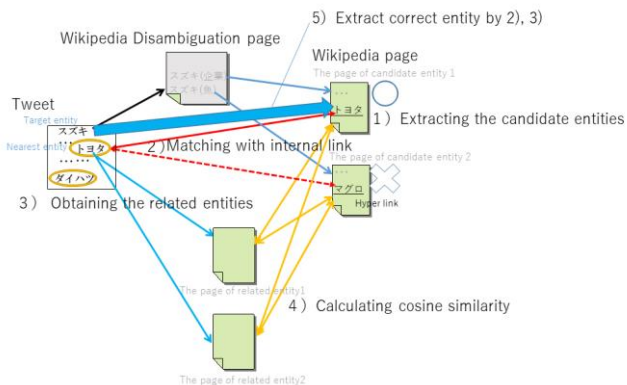 5) Extract correct entity by 2), 3)
Wikipedia Disambiguation page
Wikipedia page
The page of candidate entity 1
スズキ(企業)
スズキ(魚)
・・・
トヨタ
1) Extracting the candidate entities
Tweet
Target entity
スズキ
・・・
Nearest entity
トヨタ
・・・・・
ダイハツ
2)Matching with internal link
The page of candidate entity 2
・・・
マグロ
Hyper link
3) Obtaining the related entities
The page of related entity1
4) Calculating cosine similarity
The page of related entity2